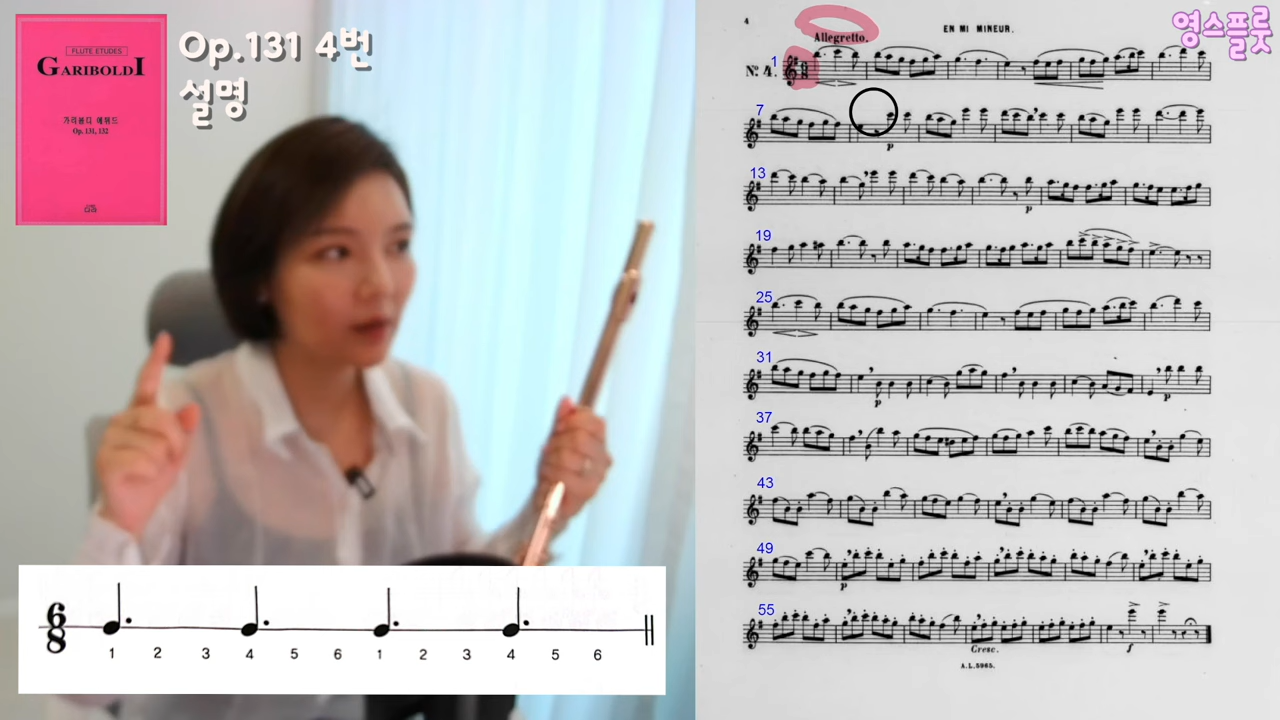 FLUTE ETUDES
GARIBOLDI
가리볼디 에튀드
Op. 131, 132
Op.131 4번
설명
6
8
1 2 3 4 5 6 1 2 3 4 5 6
영스플룻
4
EN MI MINEUR.
Allegretto.
Nº 4.
6
8
1
7
p
13
p
19
25
31
p
p
37
43
49
p
55
Cresc.
f
A.L.5965.